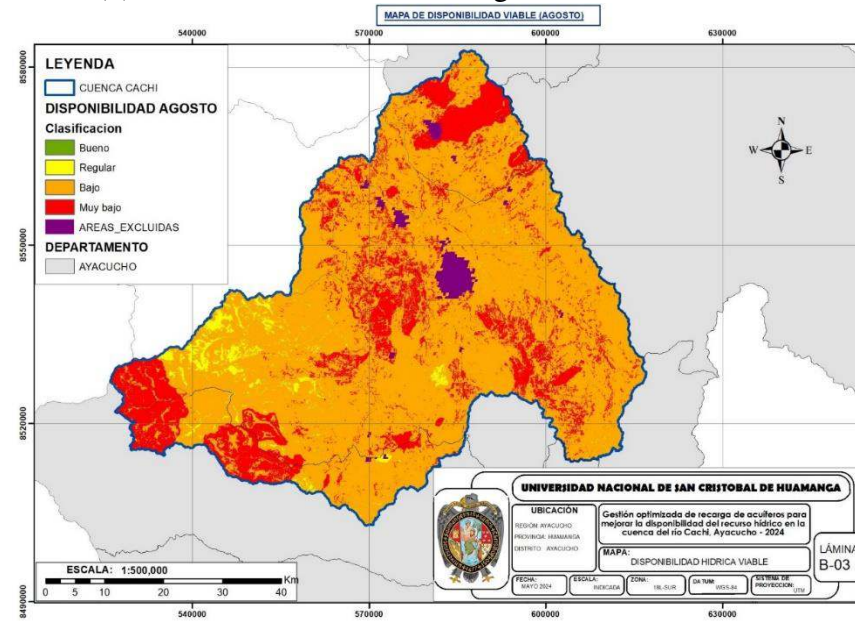 MAPA DE DISPONIBILIDAD VIABLE (AGOSTO)
540000
570000
600000
630000
8580000
8550000
8520000
8490000
LEYENDA
CUENCA CACHI
DISPONIBILIDAD AGOSTO
Clasificacion
Bueno
Regular
Bajo
Muy bajo
AREAS_EXCLUIDAS
DEPARTAMENTO
AYACUCHO
N
W E
S
ESCALA: 1:500,000
0 5 10 20 30 40 Km
540000
570000
600000
630000
UNIVERSIDAD NACIONAL DE SAN CRISTOBAL DE HUAMANGA
UBICACIÓN
REGIÓN: AYACUCHO
PROVINCIA: HUAMANGA
DISTRITO: AYACUCHO
Gestión optimizada de recarga de acuíferos para
mejorar la disponibilidad del recurso hídrico en la
cuenca del río Cachi, Ayacucho - 2024
MAPA:
DISPONIBILIDAD HIDRICA VIABLE
FECHA:
MAYO 2024
ESCALA:
INDICADA
ZONA:
18L-SUR
DATUM:
WGS-84
SISTEMA DE
PROYECCION:
UTM
LÁMINA
B-03